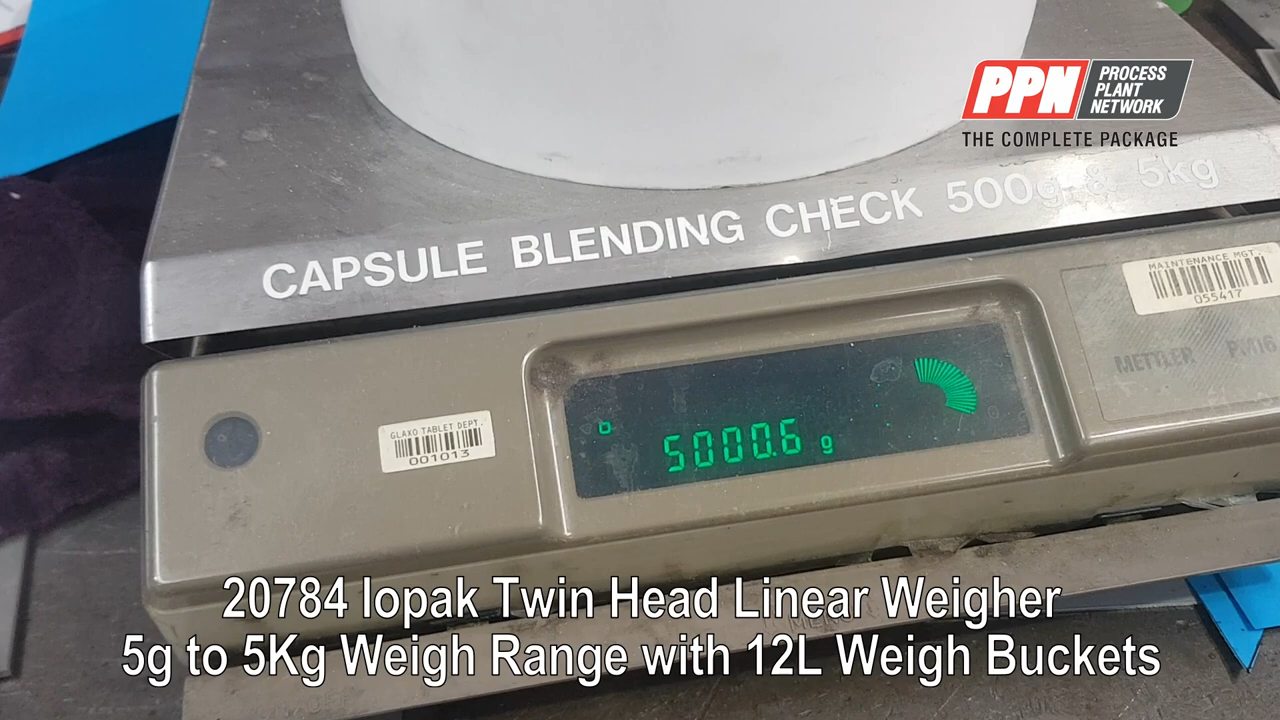 PPN PROCESS
PLANT
NETWORK
THE COMPLETE PACKAGE
CAPSULE BLENDING CHECK 500g & 5kg
MAINTENANCE MGT.
055417
METTLER PM16
GLAXO TABLET DEPT.
001013
5000.6 g
20784 Iopak Twin Head Linear Weigher
5g to 5Kg Weigh Range with 12L Weigh Buckets